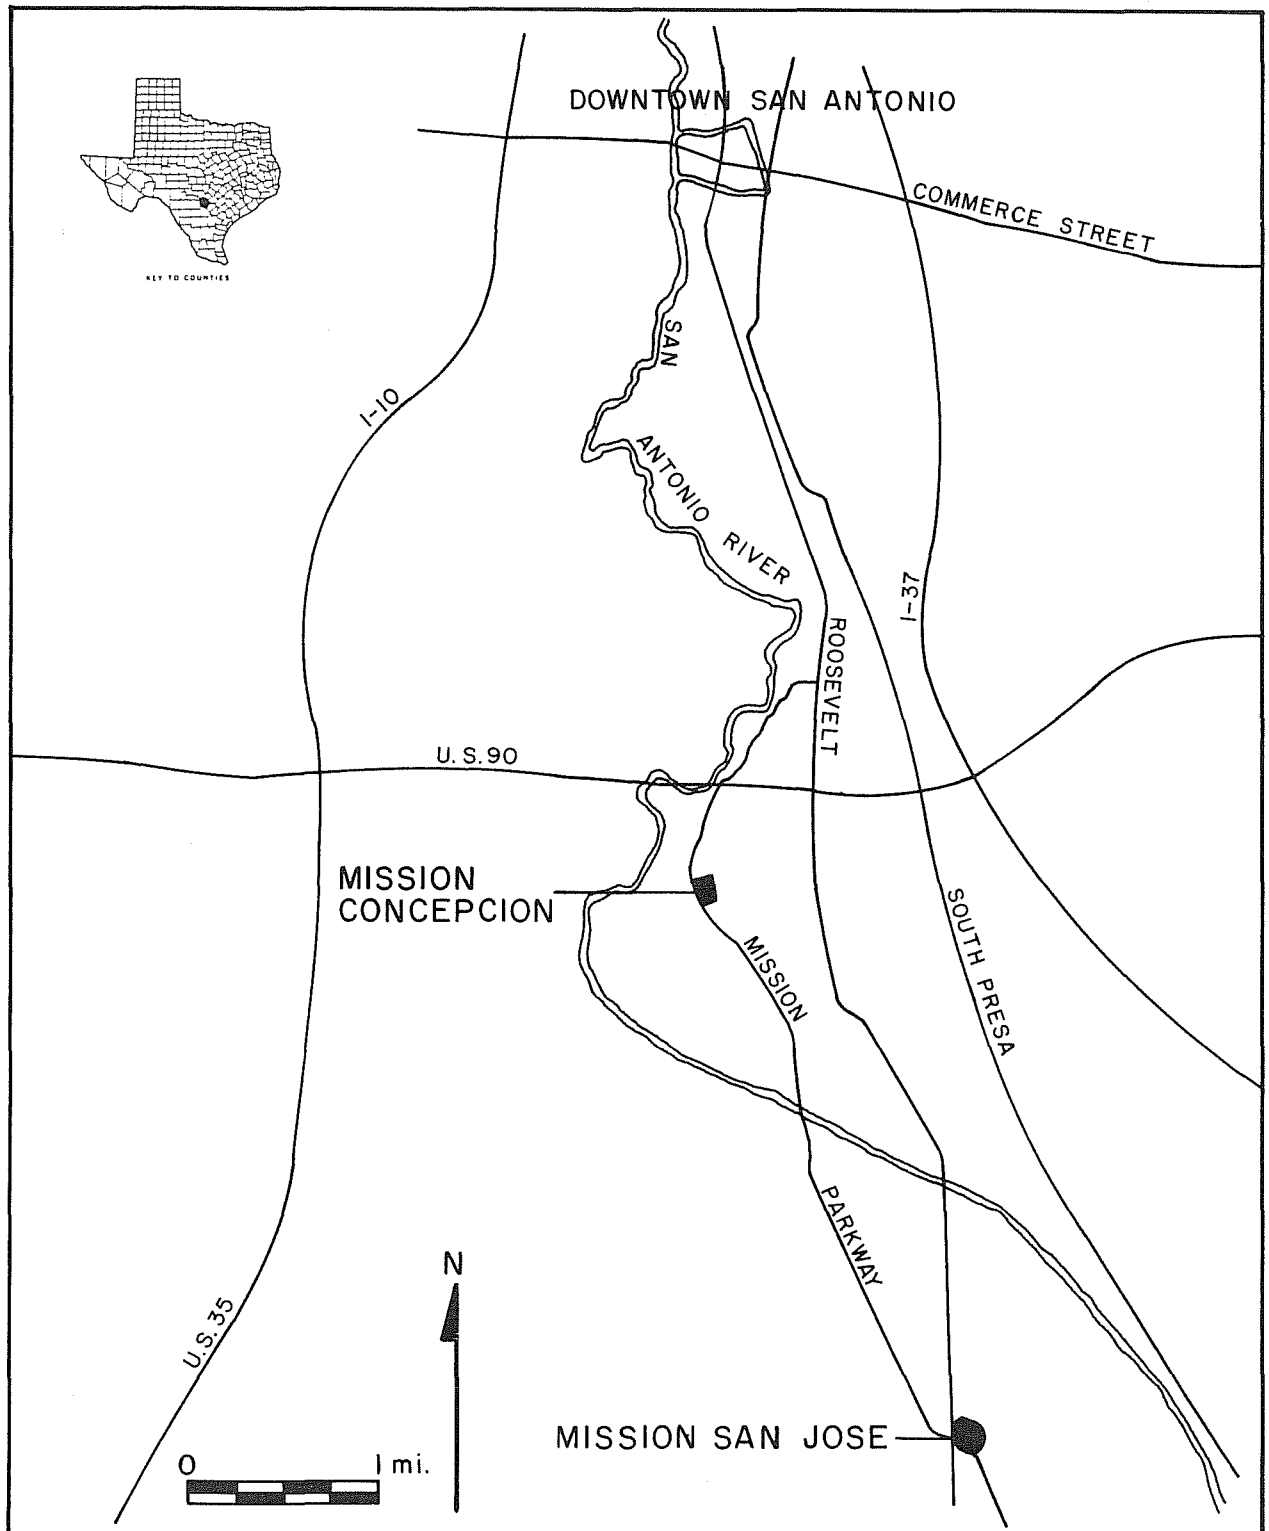 DOWNTOWN SAN ANTONIO
KEY TO COUNTIES
COMMERCE STREET
SAN
ANTONIO
RIVER
I-10
I-37
ROOSEVELT
U.S.90
MISSION
CONCEPCION
MISSION
SOUTH PRESA
PARKWAY
N
U.S.35
0 1 mi.
MISSION SAN JOSE